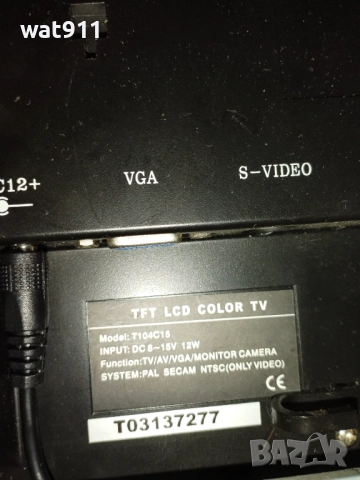 wat911
C12+
VGA
S-VIDEO
TFT LCD COLOR TV
Model: T104C15
INPUT: DC 8~15V 12W
Function:TV/AV/VGA/MONITOR CAMERA
SYSTEM:PAL SECAM NTSC(ONLY VIDEO)
CE
T03137277
BAZAR